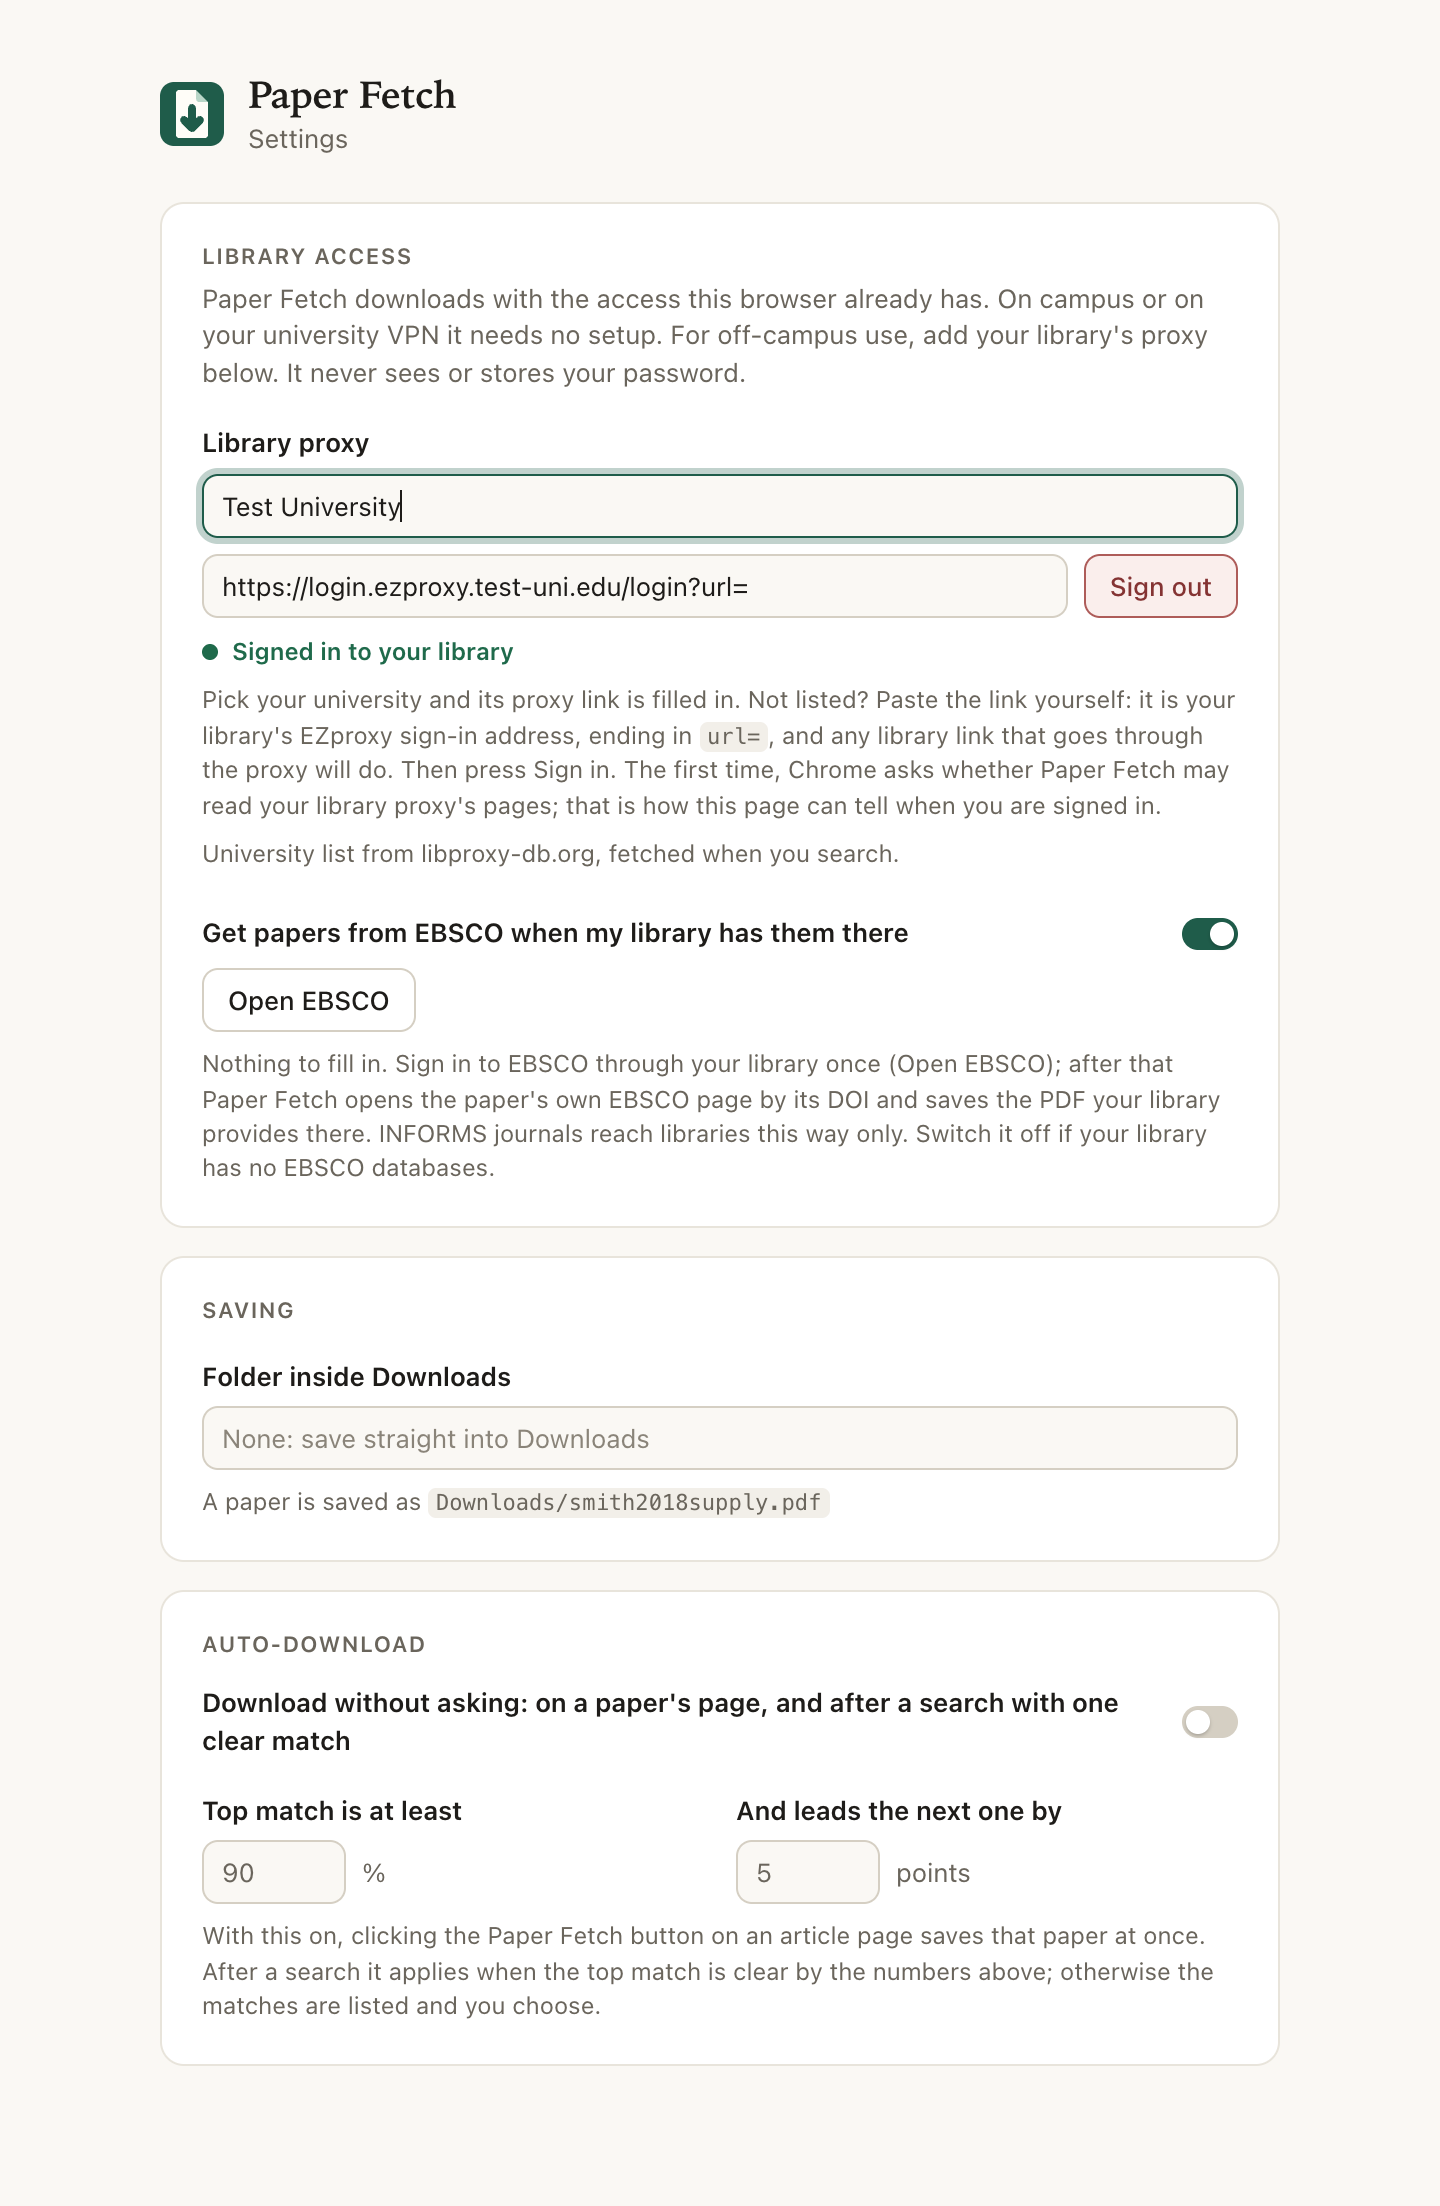 Paper Fetch
Settings
LIBRARY ACCESS
Paper Fetch downloads with the access this browser already has. On campus or on
your university VPN it needs no setup. For off-campus use, add your library's proxy
below. It never sees or stores your password.
Library proxy
Test University
https://login.ezproxy.test-uni.edu/login?url=
Sign out
Signed in to your library
Pick your university and its proxy link is filled in. Not listed? Paste the link yourself: it is your
library's EZproxy sign-in address, ending in url=, and any library link that goes through
the proxy will do. Then press Sign in. The first time, Chrome asks whether Paper Fetch may
read your library proxy's pages; that is how this page can tell when you are signed in.
University list from libproxy-db.org, fetched when you search.
Get papers from EBSCO when my library has them there
Open EBSCO
Nothing to fill in. Sign in to EBSCO through your library once (Open EBSCO); after that
Paper Fetch opens the paper's own EBSCO page by its DOI and saves the PDF your library
provides there. INFORMS journals reach libraries this way only. Switch it off if your library
has no EBSCO databases.
SAVING
Folder inside Downloads
None: save straight into Downloads
A paper is saved as Downloads/smith2018supply.pdf
AUTO-DOWNLOAD
Download without asking: on a paper's page, and after a search with one
clear match
Top match is at least
90 %
And leads the next one by
5 points
With this on, clicking the Paper Fetch button on an article page saves that paper at once.
After a search it applies when the top match is clear by the numbers above; otherwise the
matches are listed and you choose.